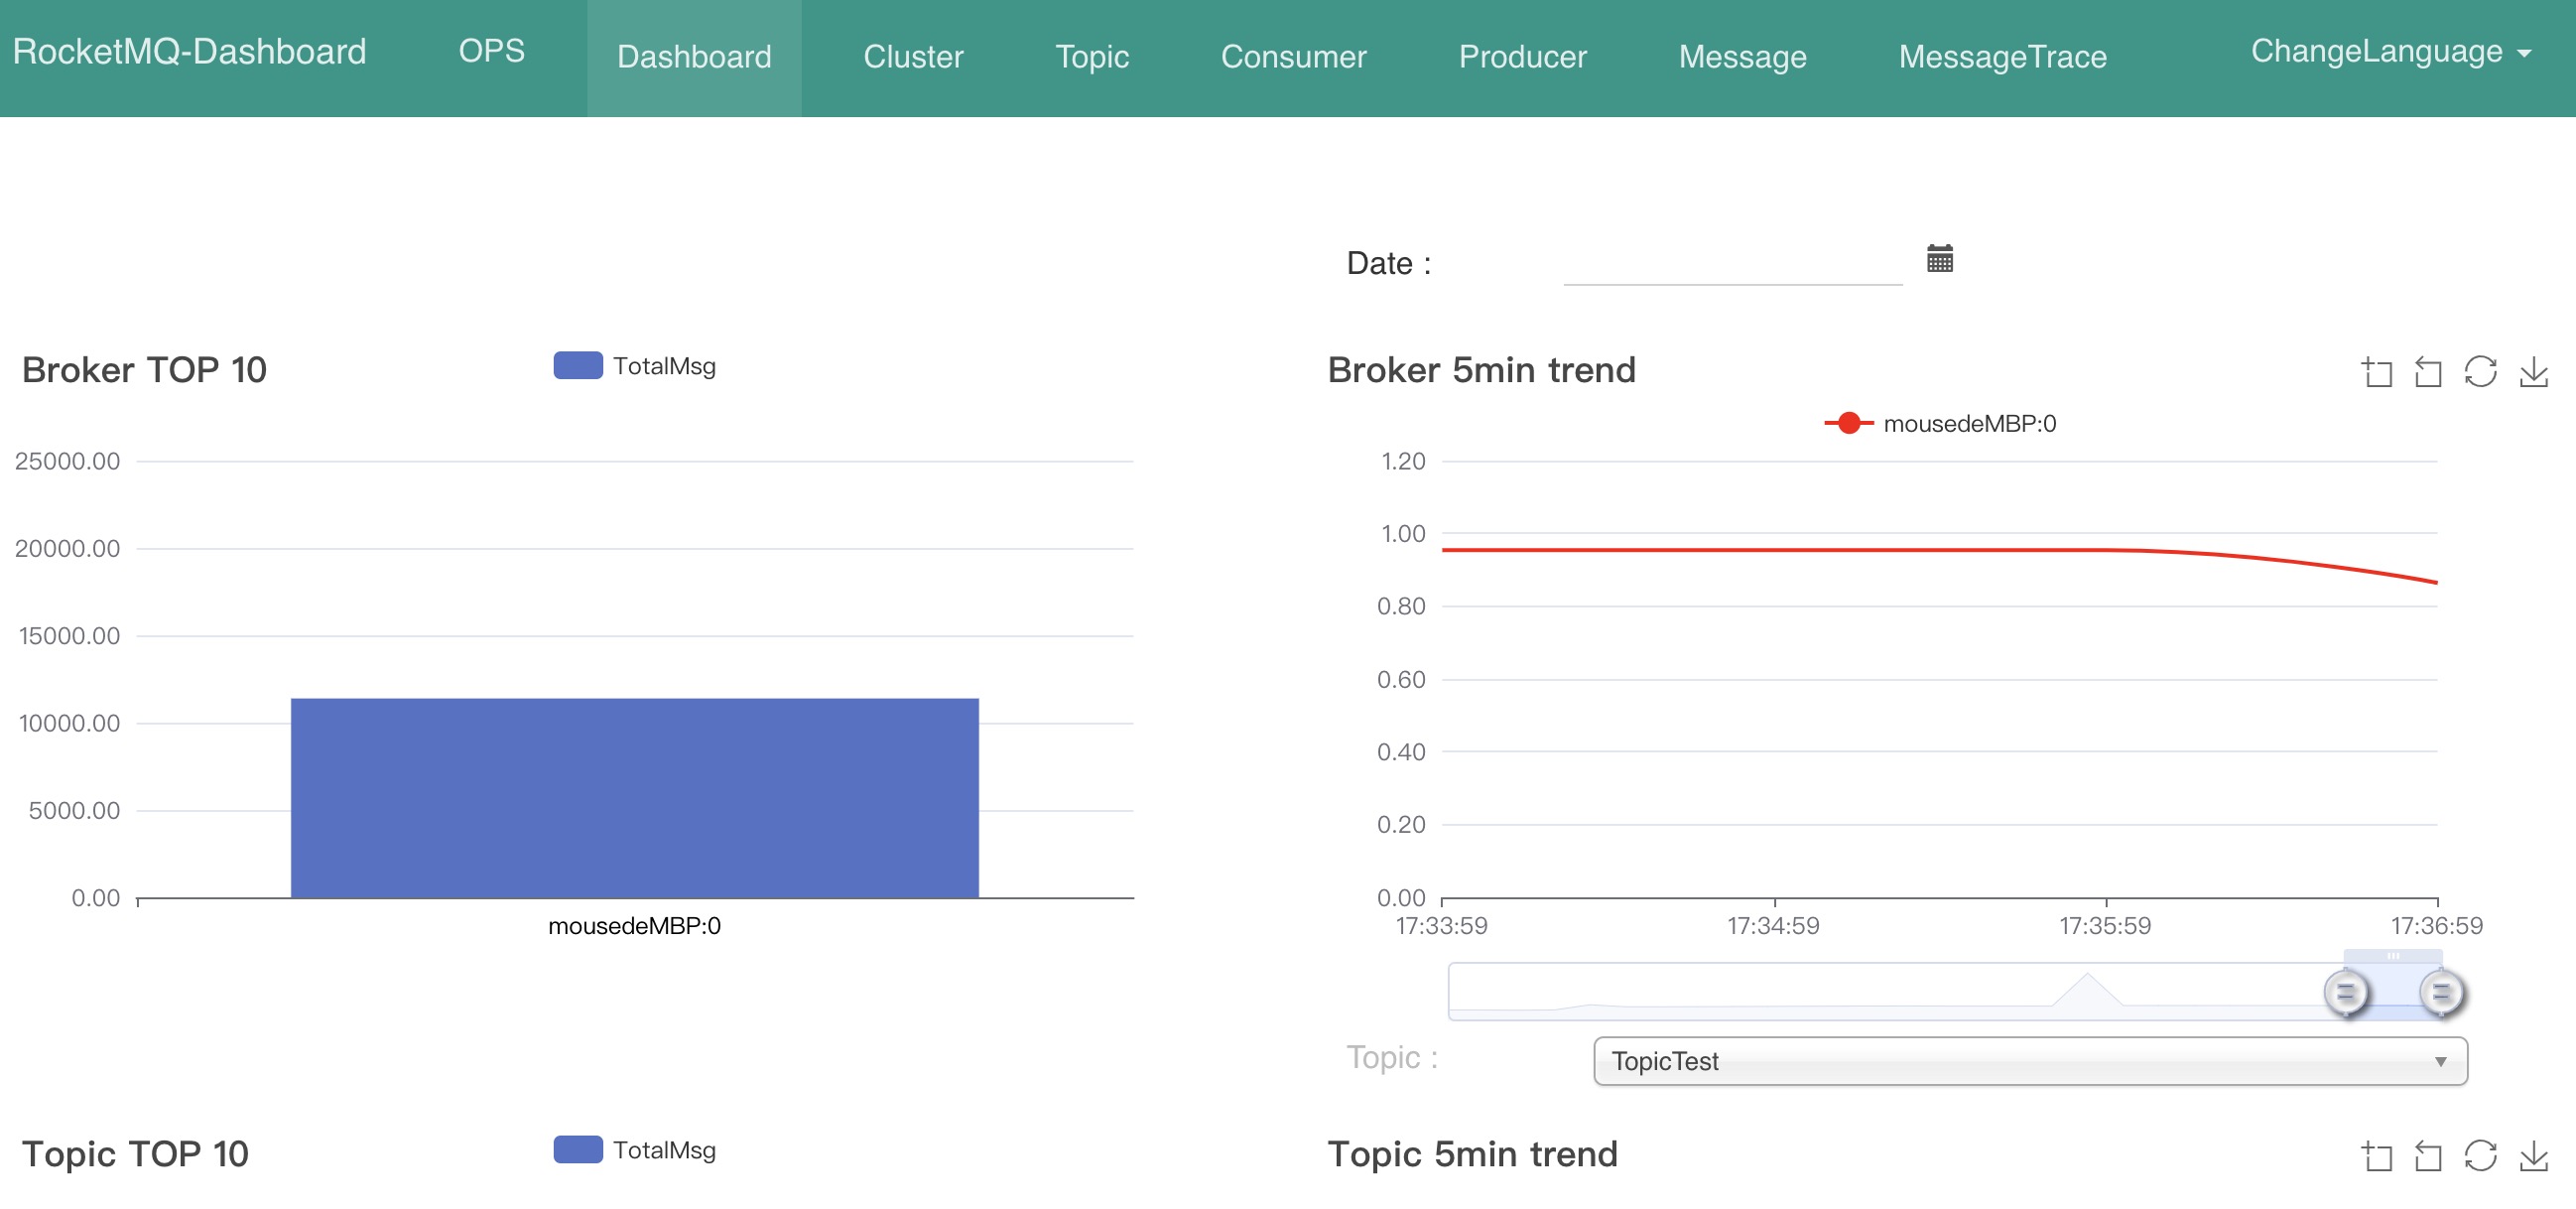 RocketMQ-Dashboard OPS Dashboard Cluster Topic Consumer Producer Message MessageTrace ChangeLanguage
Date :
Broker TOP 10
TotalMsg
25000.00
20000.00
15000.00
10000.00
5000.00
0.00
mousedeMBP:0
Broker 5min trend
mousedeMBP:0
1.20
1.00
0.80
0.60
0.40
0.20
0.00
17:33:59 17:34:59 17:35:59 17:36:59
Topic : TopicTest
Topic TOP 10
TotalMsg
Topic 5min trend